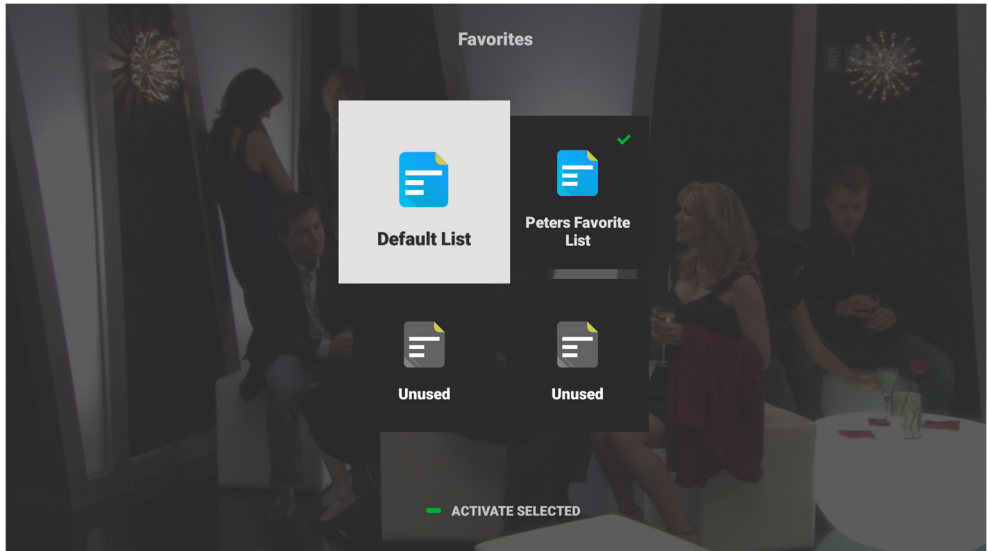 Favorites
Default List
Peters Favorite
List
Unused
Unused
ACTIVATE SELECTED